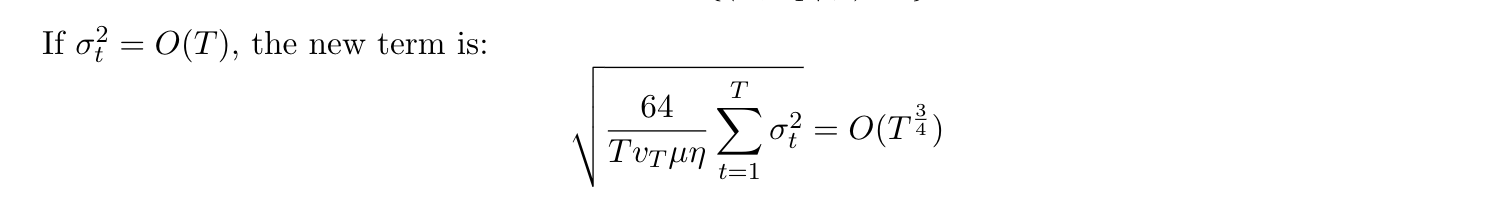 If $\sigma_t^2 = O(T)$, the new term is:
$$\sqrt{\frac{64}{T v_T \mu \eta} \sum_{t=1}^{T} \sigma_t^2} = O(T^{\frac{3}{4}})$$